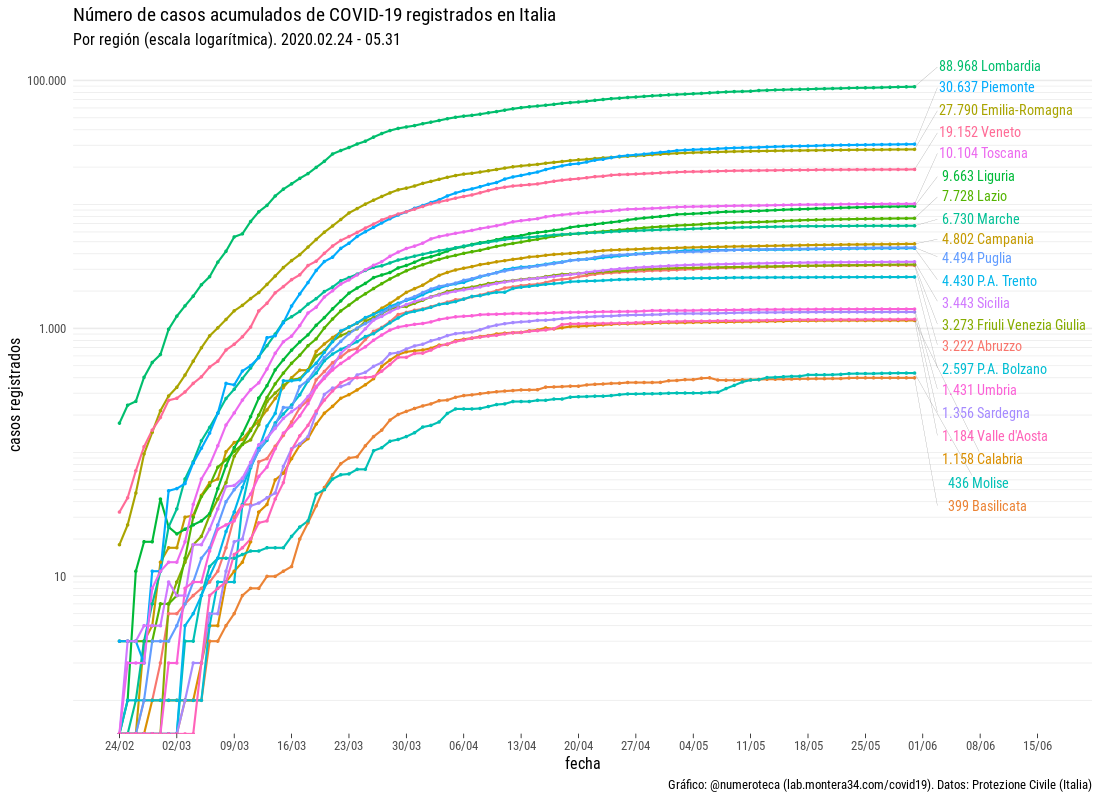 Número de casos acumulados de COVID-19 registrados en Italia
Por región (escala logarítmica). 2020.02.24 - 05.31
casos registrados
100.000
1.000
10
88.968 Lombardia
30.637 Piemonte
27.790 Emilia-Romagna
19.152 Veneto
10.104 Toscana
9.663 Liguria
7.728 Lazio
6.730 Marche
4.802 Campania
4.494 Puglia
4.430 P.A. Trento
3.443 Sicilia
3.273 Friuli Venezia Giulia
3.222 Abruzzo
2.597 P.A. Bolzano
1.431 Umbria
1.356 Sardegna
1.184 Valle d'Aosta
1.158 Calabria
436 Molise
399 Basilicata
24/02 02/03 09/03 16/03 23/03 30/03 06/04 13/04 20/04 27/04 04/05 11/05 18/05 25/05 01/06 08/06 15/06
fecha
Gráfico: @numeroteca (lab.montera34.com/covid19). Datos: Protezione Civile (Italia)